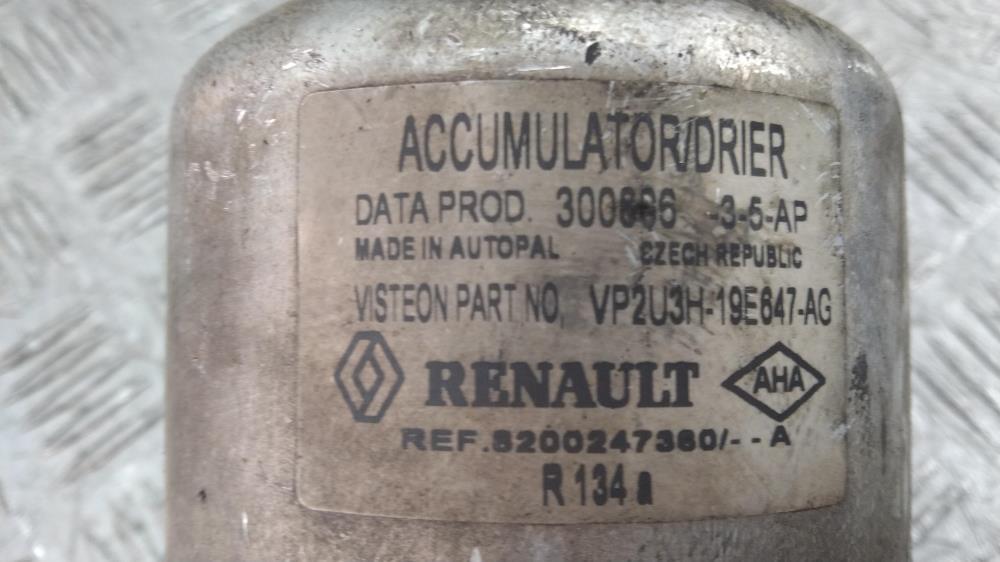 ACCUMULATOR/DRIER
DATA PROD. -3-5-AP
MADE IN AUTOPAL CZECH REPUBLIC
VISTEON PART NO, VP2U3H-19E647-AG
RENAULT AHA
REF.8200247360/--A
R 134 a